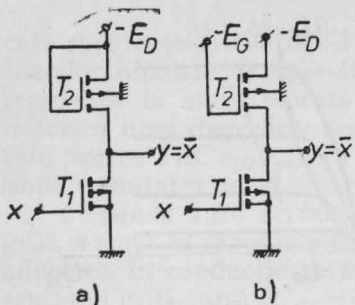 -E_D
T_2
y=x̄
T_1
x
a)
-E_G
-E_D
T_2
y=x̄
T_1
x
b)